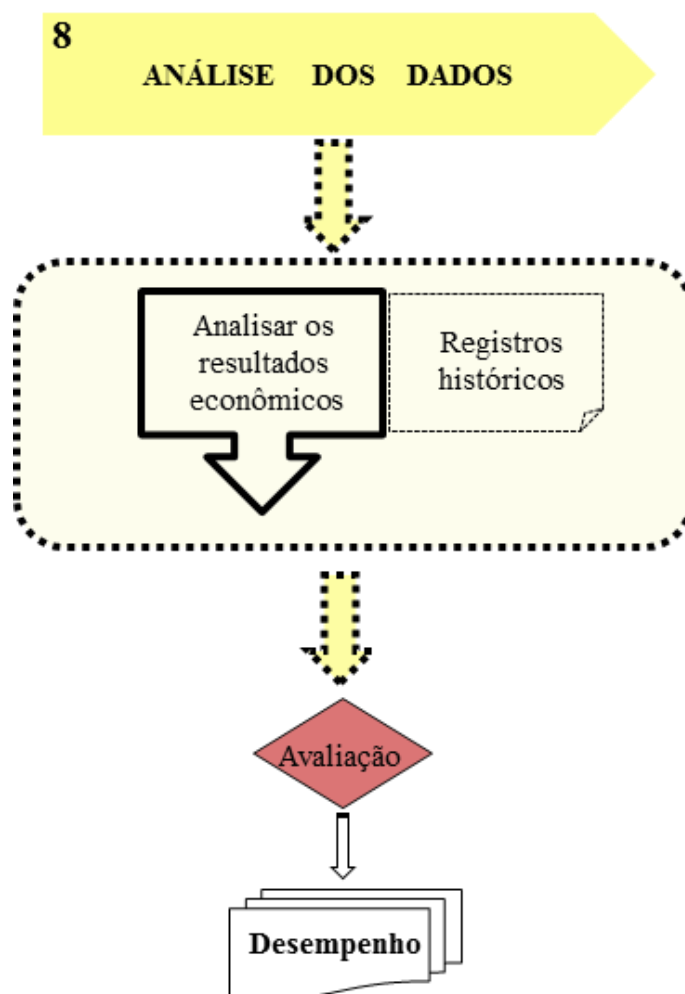 8
ANÁLISE DOS DADOS
Analisar os
resultados
econômicos
Registros
históricos
Avaliação
Desempenho